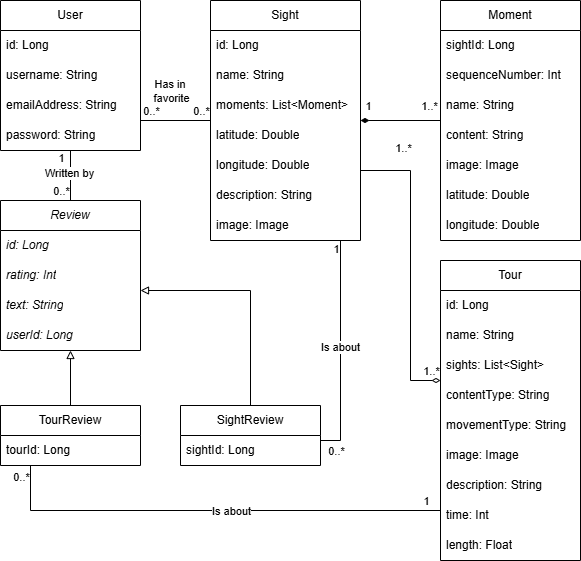 User
id: Long
username: String
emailAddress: String
password: String
Sight
id: Long
name: String
moments: List<Moment>
latitude: Double
longitude: Double
description: String
image: Image
Moment
sightId: Long
sequenceNumber: Int
name: String
content: String
image: Image
latitude: Double
longitude: Double
Has in
favorite
0..*
0..*
1
1..*
1
Written by
0..*
1..*
Review
id: Long
rating: Int
text: String
userId: Long
1
Is about
0..*
Tour
id: Long
name: String
sights: List<Sight>
contentType: String
movementType: String
image: Image
description: String
time: Int
length: Float
1..*
TourReview
tourId: Long
SightReview
sightId: Long
0..*
Is about
1